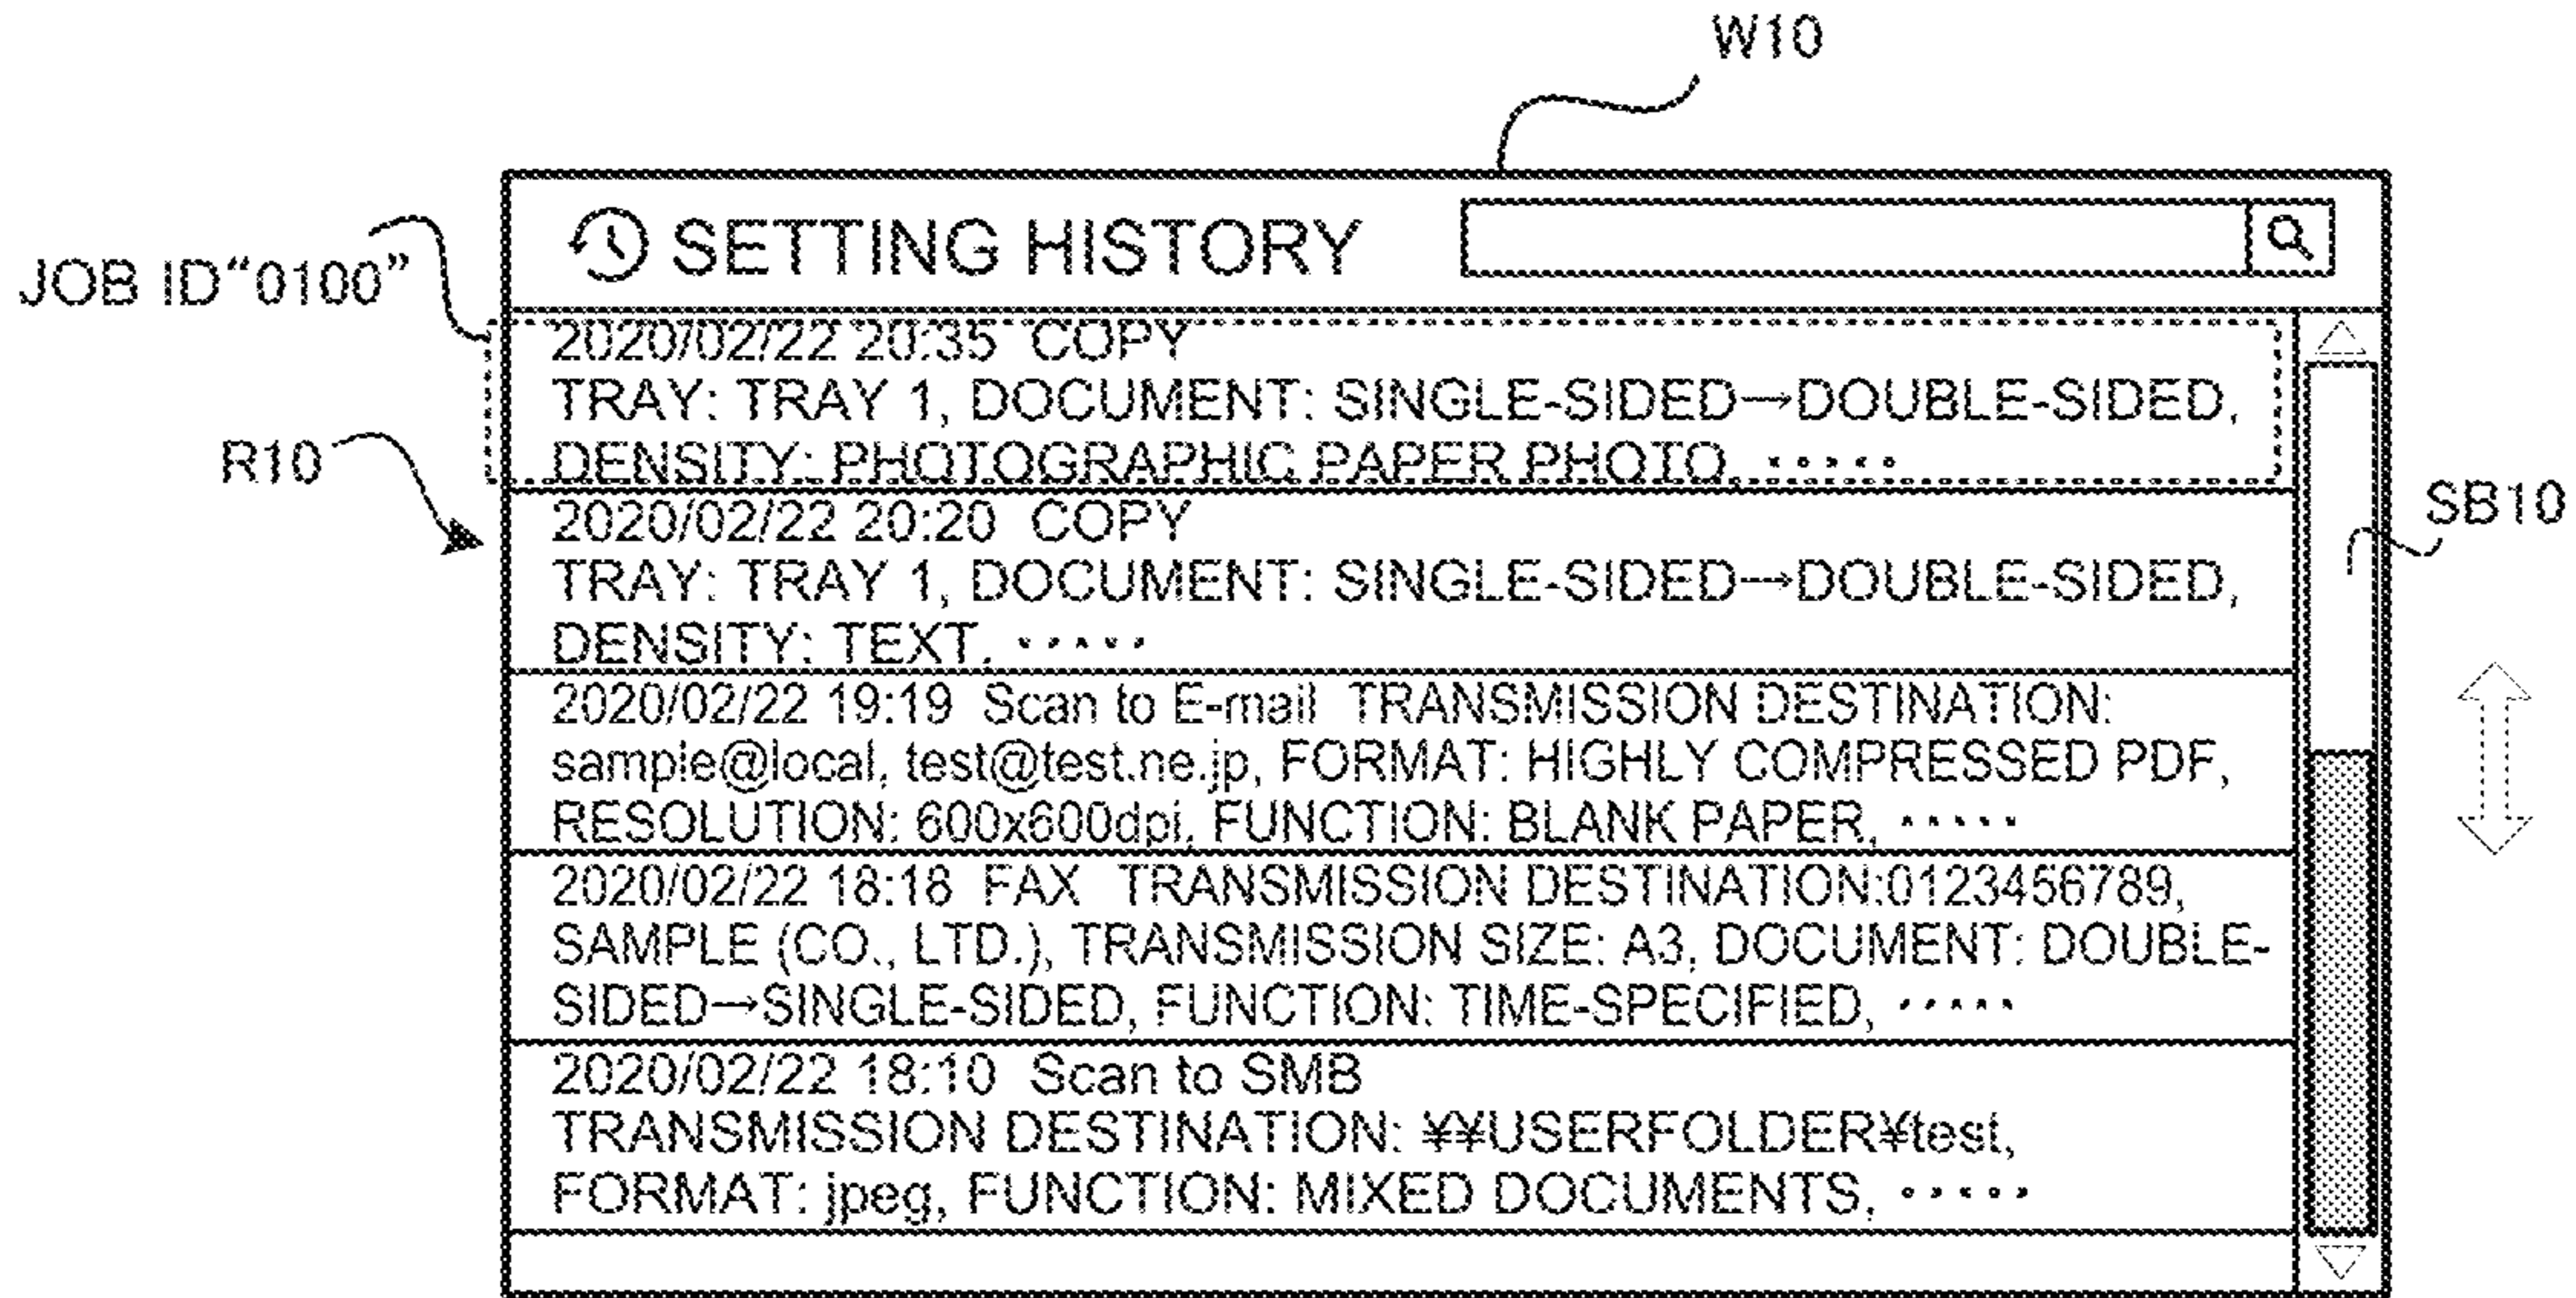 W10
SETTING HISTORY
JOB ID“0100”
2020/02/22 20:35 COPY
TRAY: TRAY 1, DOCUMENT: SINGLE-SIDED→DOUBLE-SIDED,
DENSITY: PHOTOGRAPHIC PAPER PHOTO, ·····
R10
SB10
2020/02/22 20:20 COPY
TRAY: TRAY 1, DOCUMENT: SINGLE-SIDED→DOUBLE-SIDED,
DENSITY: TEXT, ·····
2020/02/22 19:19 Scan to E-mail TRANSMISSION DESTINATION:
sample@local, test@test.ne.jp, FORMAT: HIGHLY COMPRESSED PDF,
RESOLUTION: 600x600dpi, FUNCTION: BLANK PAPER, ·····
2020/02/22 18:18 FAX TRANSMISSION DESTINATION:0123456789,
SAMPLE (CO., LTD.), TRANSMISSION SIZE: A3, DOCUMENT: DOUBLE-
SIDED→SINGLE-SIDED, FUNCTION: TIME-SPECIFIED, ·····
2020/02/22 18:10 Scan to SMB
TRANSMISSION DESTINATION: ¥¥USERFOLDER¥test,
FORMAT: jpeg, FUNCTION: MIXED DOCUMENTS, ·····